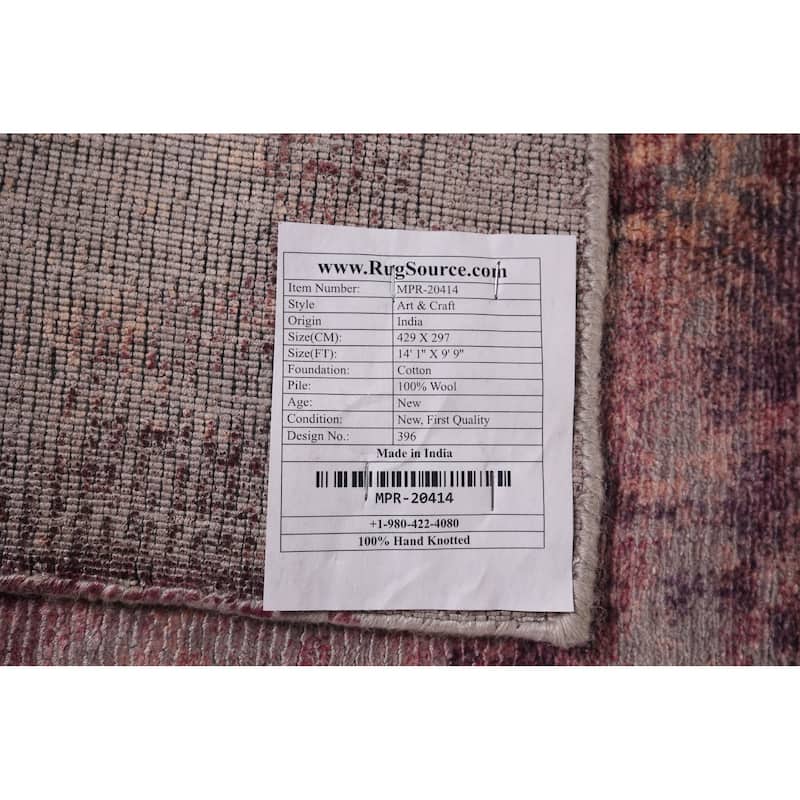 www.RugSource.com
Item Number: MPR-20414
Style Art & Craft
Origin India
Size(CM): 429 X 297
Size(FT): 14' 1" X 9' 9"
Foundation: Cotton
Pile: 100% Wool
Age: New
Condition: New, First Quality
Design No.: 396
Made in India
MPR-20414
+1-980-422-4080
100% Hand Knotted